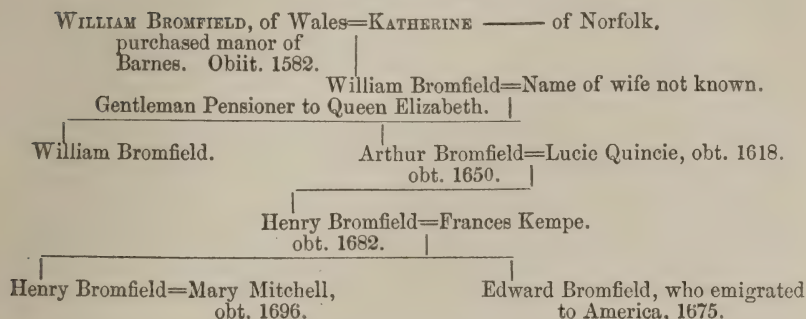 WILLIAM BROMFIELD, of Wales=KATHERINE —— of Norfolk.
purchased manor of
Barnes. Obiit. 1582.
William Bromfield=Name of wife not known.
Gentleman Pensioner to Queen Elizabeth.
William Bromfield. Arthur Bromfield=Lucie Quincie, obt. 1618.
obt. 1650.
Henry Bromfield=Frances Kempe.
obt. 1682.
Henry Bromfield=Mary Mitchell, Edward Bromfield, who emigrated
obt. 1696. to America, 1675.